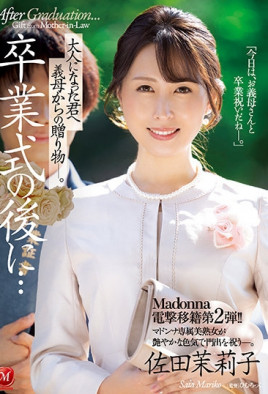 After Graduation...
Gift from Mother-in-Law
大人になった君へ、
義母からの贈り物―。
卒業式の後に…
「今日は、お義母さんと
卒業祝いだね―。」
Madonna
電撃移籍第2弾!!
マドンナ専属美熟女が
艶やかな色気で門出を祝り―。
佐田茉莉子
Sata Mariko
M